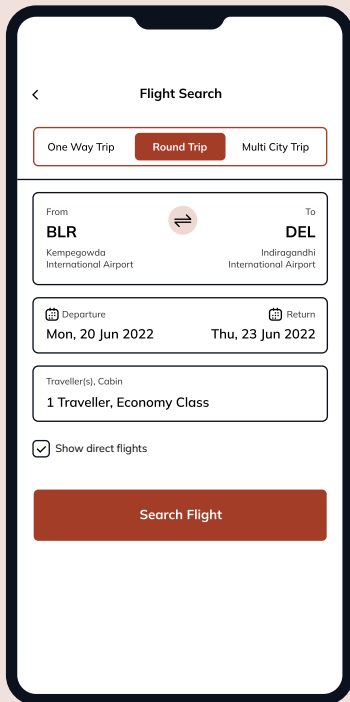 Flight Search
One Way Trip Round Trip Multi City Trip
From To
BLR DEL
Kempegowda Indiragandhi
International Airport International Airport
Departure Return
Mon, 20 Jun 2022 Thu, 23 Jun 2022
Traveller(s), Cabin
1 Traveller, Economy Class
Show direct flights
Search Flight